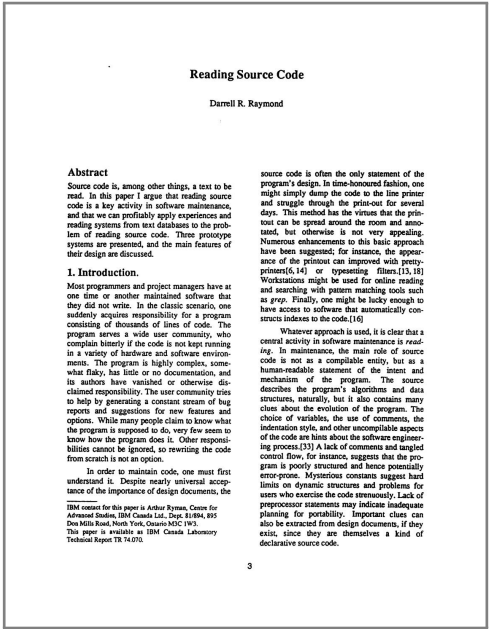 Reading Source Code
Darrell R. Raymond
Abstract
Source code is, among other things, a text to be
read. In this paper I argue that reading source
code is a key activity in software maintenance,
and that we can profitably apply experiences and
reading systems from text databases to the prob-
lem of reading source code. Three prototype
systems are presented, and the main features of
their design are discussed.
1. Introduction.
Most programmers and project managers have at
one time or another maintained software that
they did not write. In the classic scenario, one
suddenly acquires responsibility for a program
consisting of thousands of lines of code. The
program serves a wide user community, who
complain bitterly if the code is not kept running
in a variety of hardware and software environ-
ments. The program is highly complex, some-
what flaky, has little or no documentation, and
its authors have vanished or otherwise dis-
claimed responsibility. The user community tries
to help by generating a constant stream of bug
reports and suggestions for new features and
options. While many people claim to know what
the program is supposed to do, very few seem to
know how the program does it. Other responsi-
bilities cannot be ignored, so rewriting the code
from scratch is not an option.
In order to maintain code, one must first
understand it. Despite nearly universal accep-
tance of the importance of design documents, the
IBM contact for this paper is Arthur Ryman, Centre for
Advanced Studies, IBM Canada Ltd., Dept. 81/894, 895
Don Mills Road, North York, Ontario M3C 1W3.
This paper is available as IBM Canada Laboratory
Technical Report TR 74.070.
source code is often the only statement of the
program's design. In time-honoured fashion, one
might simply dump the code to the line printer
and struggle through the print-out for several
days. This method has the virtues that the prin-
tout can be spread around the room and anno-
tated, but otherwise is not very appealing.
Numerous enhancements to this basic approach
have been suggested; for instance, the appear-
ance of the printout can improved with pretty-
printers[6,14] or typesetting filters.[13,18]
Workstations might be used for online reading
and searching with pattern matching tools such
as grep. Finally, one might be lucky enough to
have access to software that automatically con-
structs indexes to the code.[16]
Whatever approach is used, it is clear that a
central activity in software maintenance is read-
ing. In maintenance, the main role of source
code is not as a compilable entity, but as a
human-readable statement of the intent and
mechanism of the program. The source
describes the program's algorithms and data
structures, naturally, but it also contains many
clues about the evolution of the program. The
choice of variables, the use of comments, the
indentation style, and other uncompilable aspects
of the code are hints about the software engineer-
ing process.[33] A lack of comments and tangled
control flow, for instance, suggests that the pro-
gram is poorly structured and hence potentially
error-prone. Mysterious constants suggest hard
limits on dynamic structures and problems for
users who exercise the code strenuously. Lack of
preprocessor statements may indicate inadequate
planning for portability. Important clues can
also be extracted from design documents, if they
exist, since they are themselves a kind of
declarative source code.
3